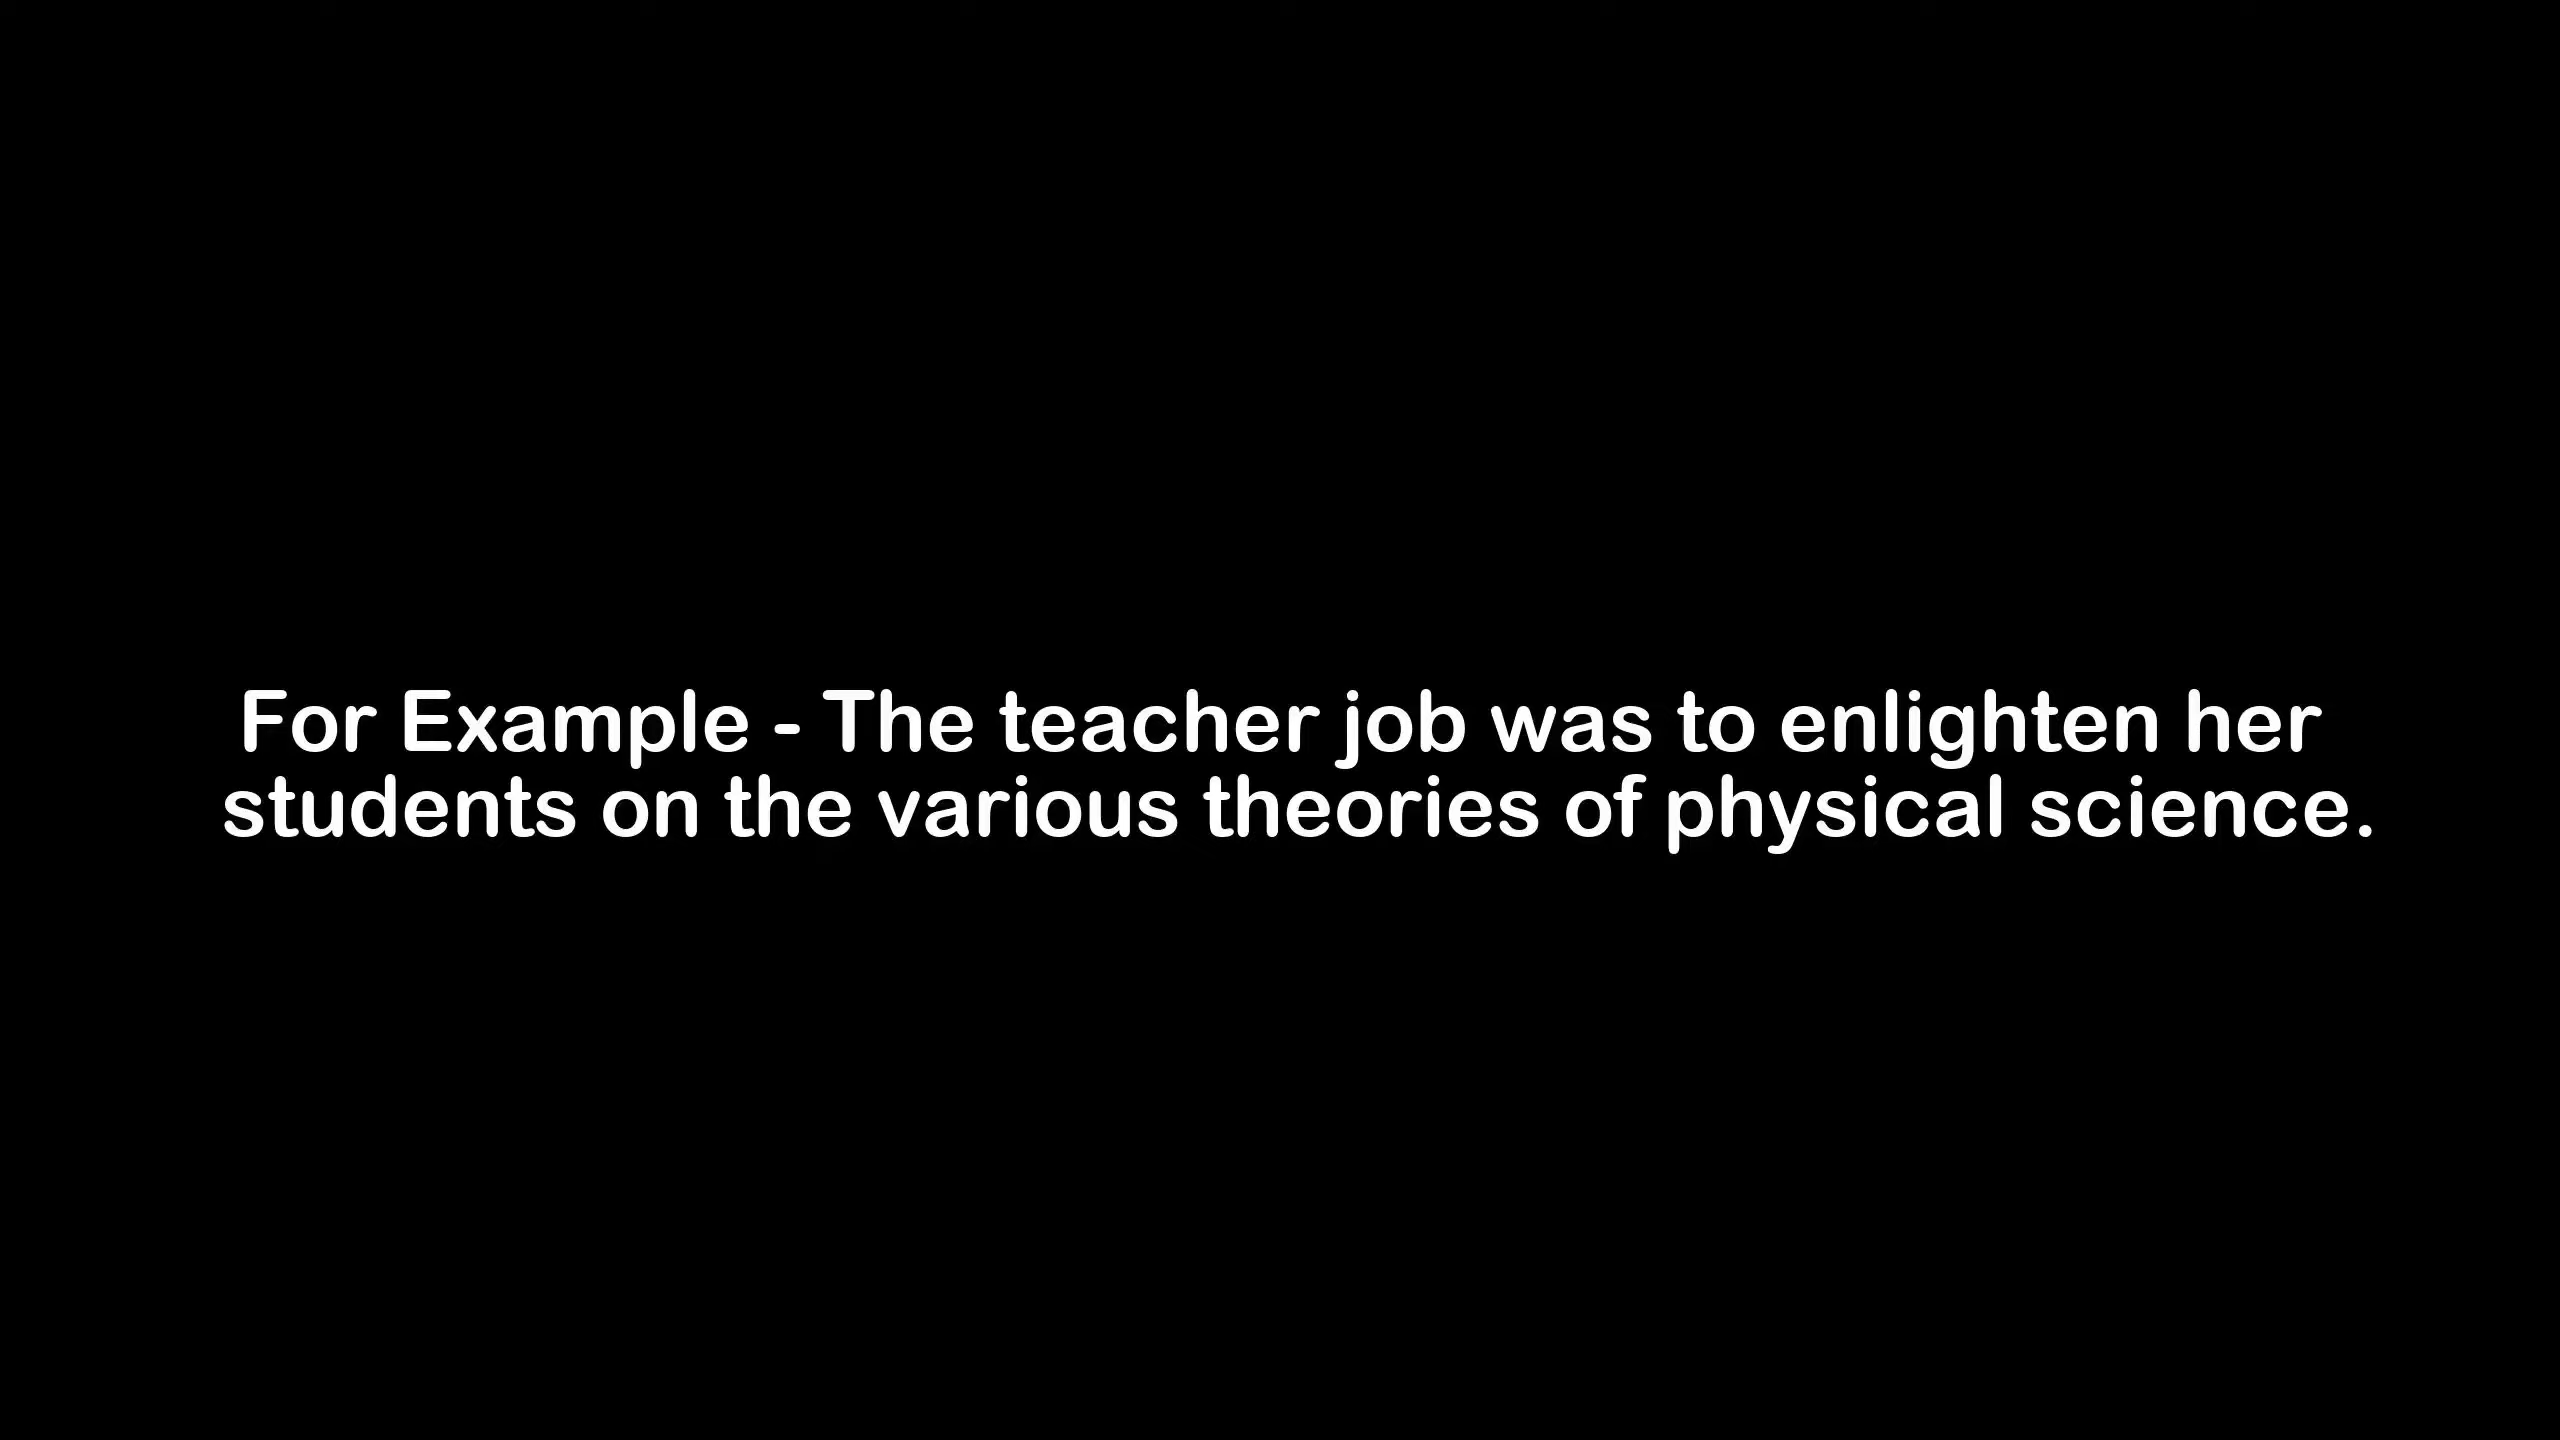 For Example - The teacher job was to enlighten her
students on the various theories of physical science.